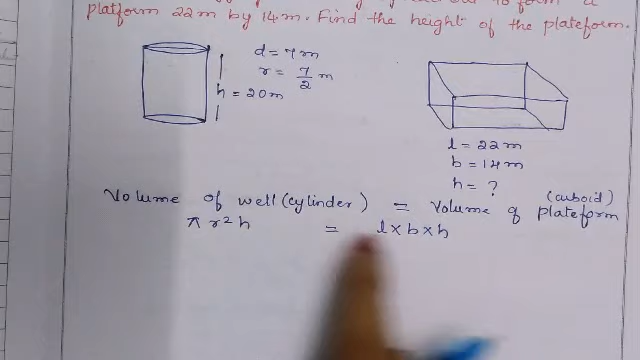 platform 22m by 14m. Find the height of the plateform.
d = 7m
r = 7/2 m
h = 20m
l = 22m
b = 14m
h = ?
Volume of well (cylinder) = Volume of plateform (cuboid)
π r² h = l × b × h